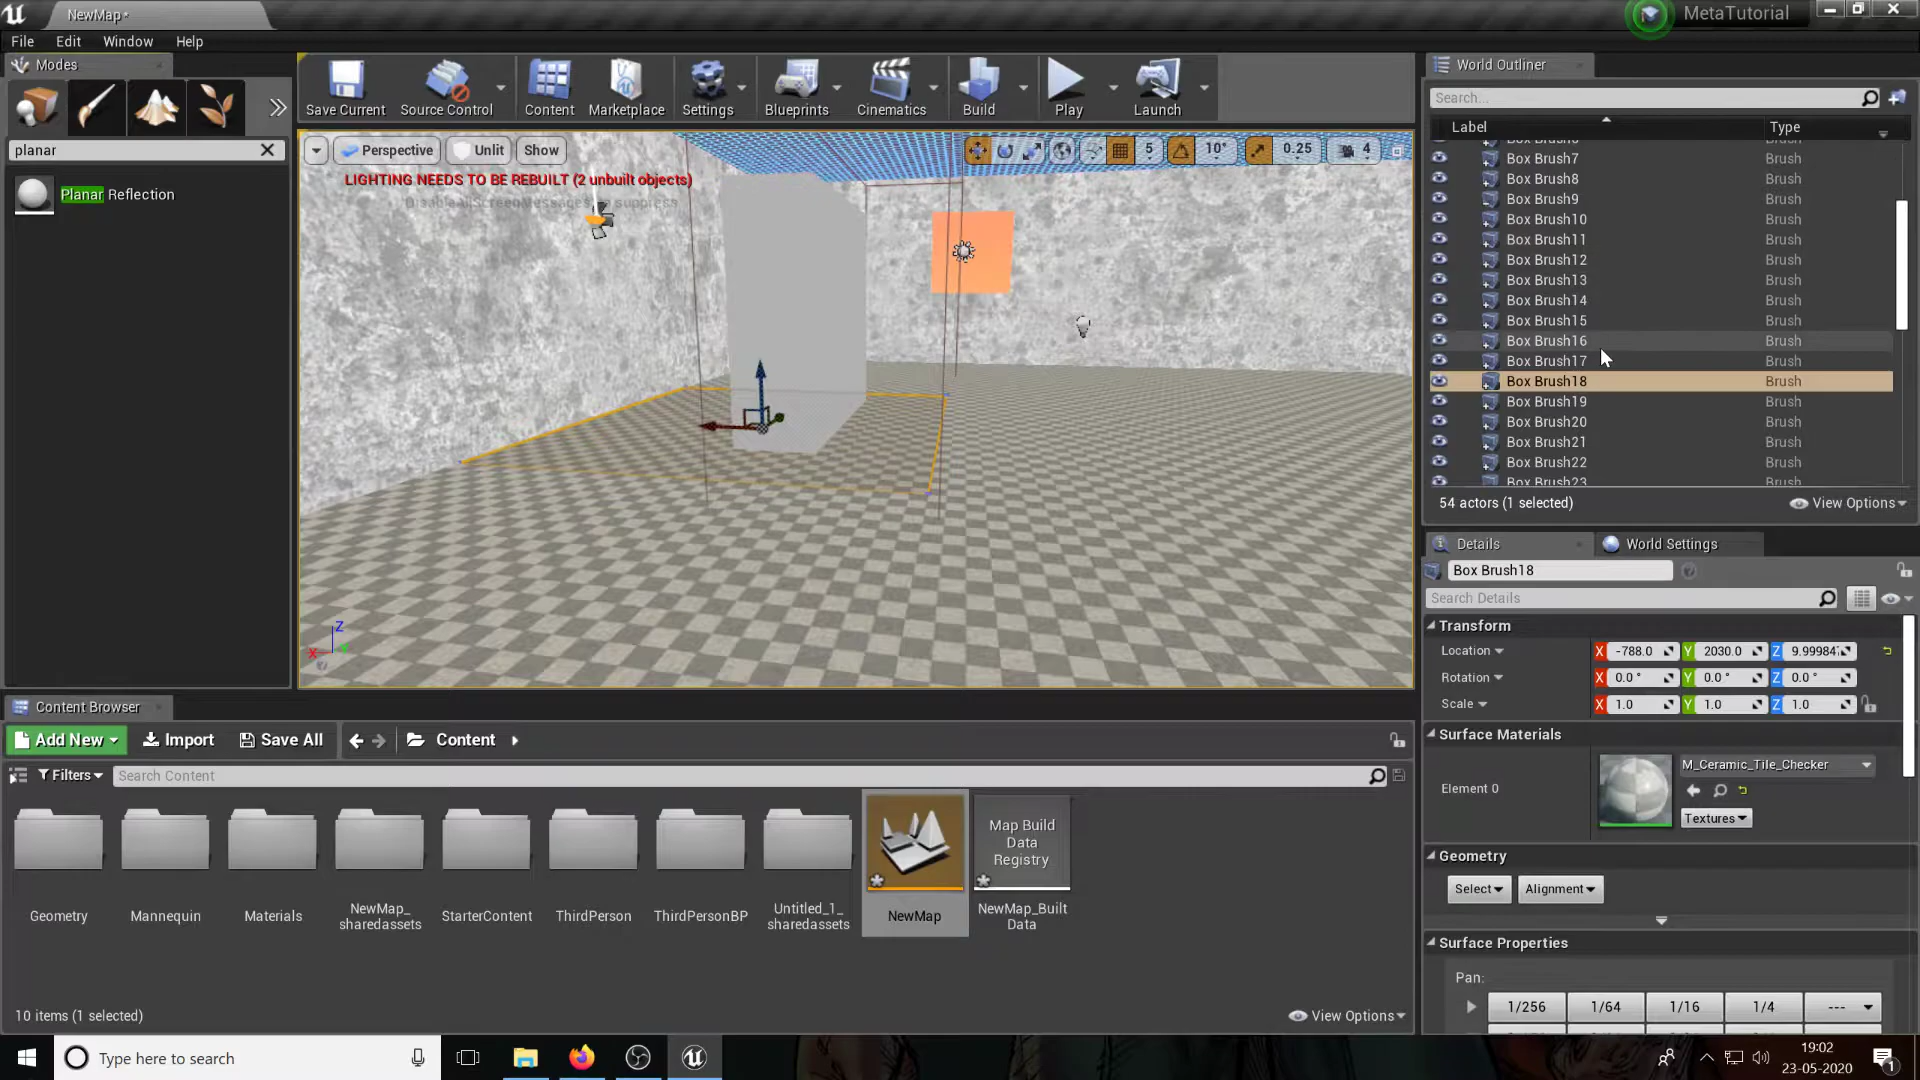 NewMap•
MetaTutorial
File Edit Window Help
Modes
planar
Planar Reflection
Save Current
Source Control
Content
Marketplace
Settings
Blueprints
Cinematics
Build
Play
Launch
Perspective
Unlit
Show
5
10°
0.25
4
LIGHTING NEEDS TO BE REBUILT (2 unbuilt objects)
'DisableAllScreenMessages' to suppress
Z
X
World Outliner
Search...
Label
Type
Box Brush7 Brush
Box Brush8 Brush
Box Brush9 Brush
Box Brush10 Brush
Box Brush11 Brush
Box Brush12 Brush
Box Brush13 Brush
Box Brush14 Brush
Box Brush15 Brush
Box Brush16 Brush
Box Brush17 Brush
Box Brush18 Brush
Box Brush19 Brush
Box Brush20 Brush
Box Brush21 Brush
Box Brush22 Brush
Box Brush23 Brush
54 actors (1 selected)
View Options
Details
World Settings
Box Brush18
Search Details
Transform
Location X -788.0 Y 2030.0 Z 9.99984
Rotation X 0.0° Y 0.0° Z 0.0°
Scale X 1.0 Y 1.0 Z 1.0
Surface Materials
Element 0
M_Ceramic_Tile_Checker
Textures
Geometry
Select
Alignment
Surface Properties
Pan:
1/256 1/64 1/16 1/4 ---
Content Browser
Add New
Import
Save All
Content
Filters
Search Content
Geometry
Mannequin
Materials
NewMap_
sharedassets
StarterContent
ThirdPerson
ThirdPersonBP
Untitled_1_
sharedassets
NewMap
Map Build
Data
Registry
NewMap_Built
Data
10 items (1 selected)
View Options
Type here to search
19:02
23-05-2020
1